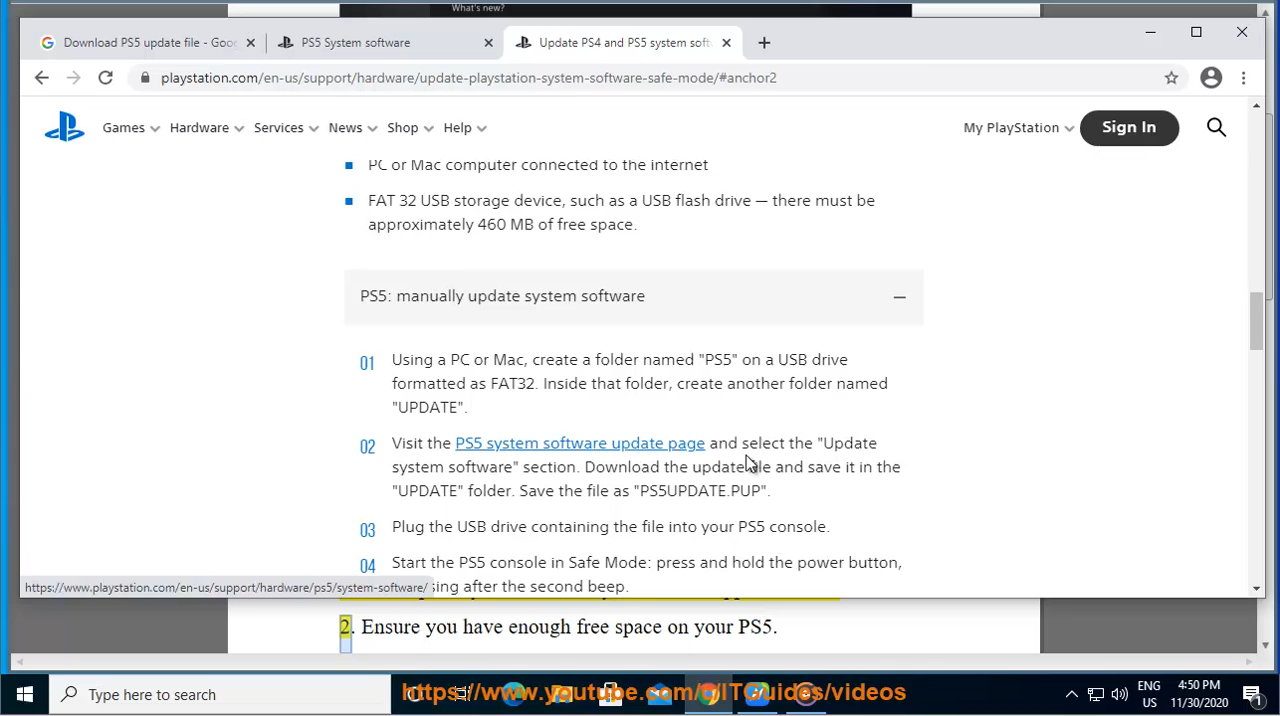 What's new?
Download PS5 update file - Goo
PS5 System software
Update PS4 and PS5 system soft
playstation.com/en-us/support/hardware/update-playstation-system-software-safe-mode/#anchor2
Games
Hardware
Services
News
Shop
Help
My PlayStation
Sign In
PC or Mac computer connected to the internet
FAT 32 USB storage device, such as a USB flash drive — there must be
approximately 460 MB of free space.
PS5: manually update system software
01 Using a PC or Mac, create a folder named "PS5" on a USB drive
formatted as FAT32. Inside that folder, create another folder named
"UPDATE".
02 Visit the PS5 system software update page and select the "Update
system software" section. Download the update file and save it in the
"UPDATE" folder. Save the file as "PS5UPDATE.PUP".
03 Plug the USB drive containing the file into your PS5 console.
04 Start the PS5 console in Safe Mode: press and hold the power button,
sing after the second beep.
https://www.playstation.com/en-us/support/hardware/ps5/system-software/
2. Ensure you have enough free space on your PS5.
Type here to search
https://www.youtube.com/c/ITGuides/videos
ENG
US
4:50 PM
11/30/2020
1